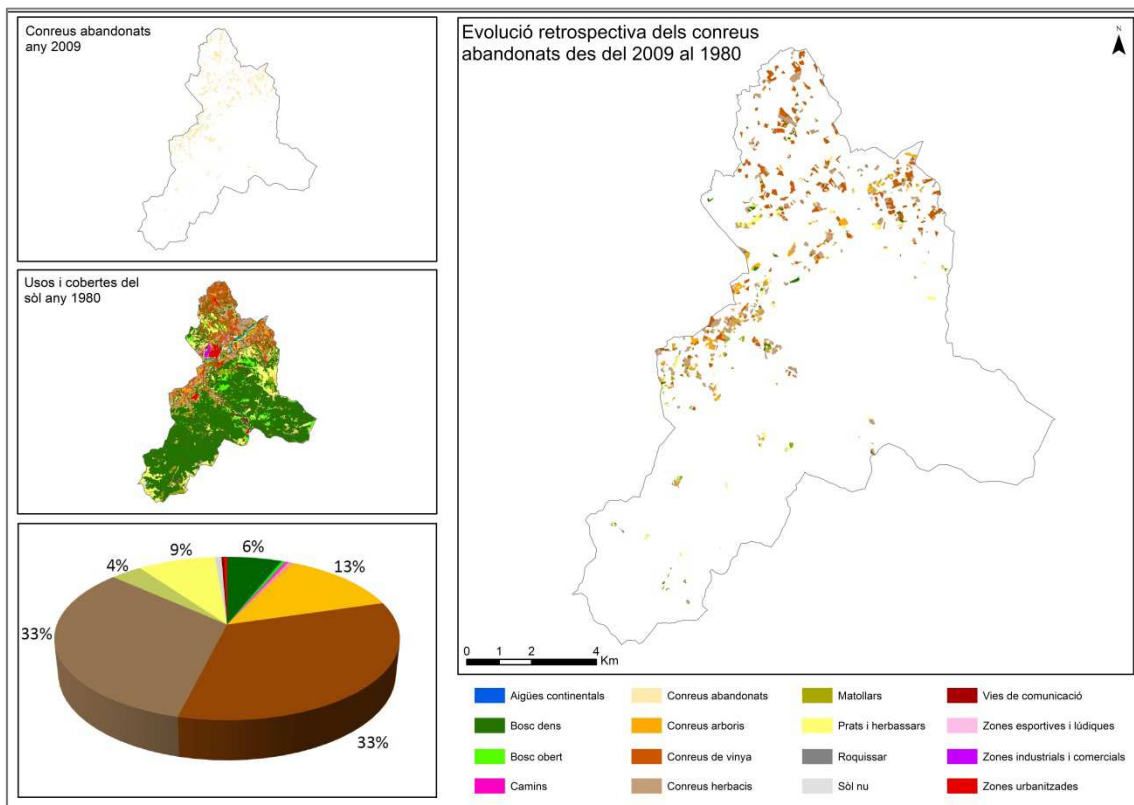 Conreus abandonats
any 2009
Usos i cobertes del
sòl any 1980
4%
9%
6%
13%
33%
33%
Evolució retrospectiva dels conreus
abandonats des del 2009 al 1980
N
0 1 2 4
Km
Aigües continentals
Bosc dens
Bosc obert
Camins
Conreus abandonats
Conreus arboris
Conreus de vinya
Conreus herbacis
Matollars
Prats i herbassars
Roquissar
Sòl nu
Vies de comunicació
Zones esportives i lúdiques
Zones industrials i comercials
Zones urbanitzades